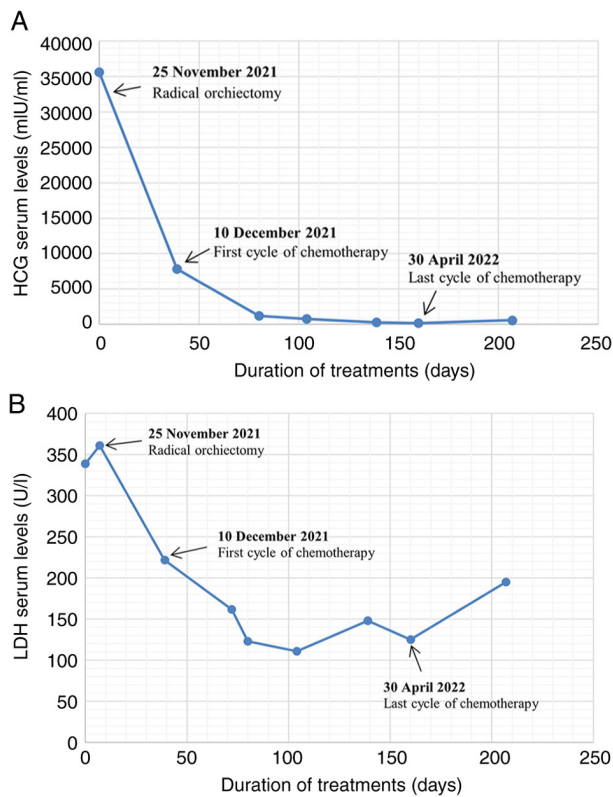 A
HCG serum levels (mIU/ml)
40000
35000
30000
25000
20000
15000
10000
5000
0
25 November 2021
Radical orchiectomy
10 December 2021
First cycle of chemotherapy
30 April 2022
Last cycle of chemotherapy
0 50 100 150 200 250
Duration of treatments (days)
B
LDH serum levels (U/l)
400
350
300
250
200
150
100
50
0
25 November 2021
Radical orchiectomy
10 December 2021
First cycle of chemotherapy
30 April 2022
Last cycle of chemotherapy
0 50 100 150 200 250
Duration of treatments (days)